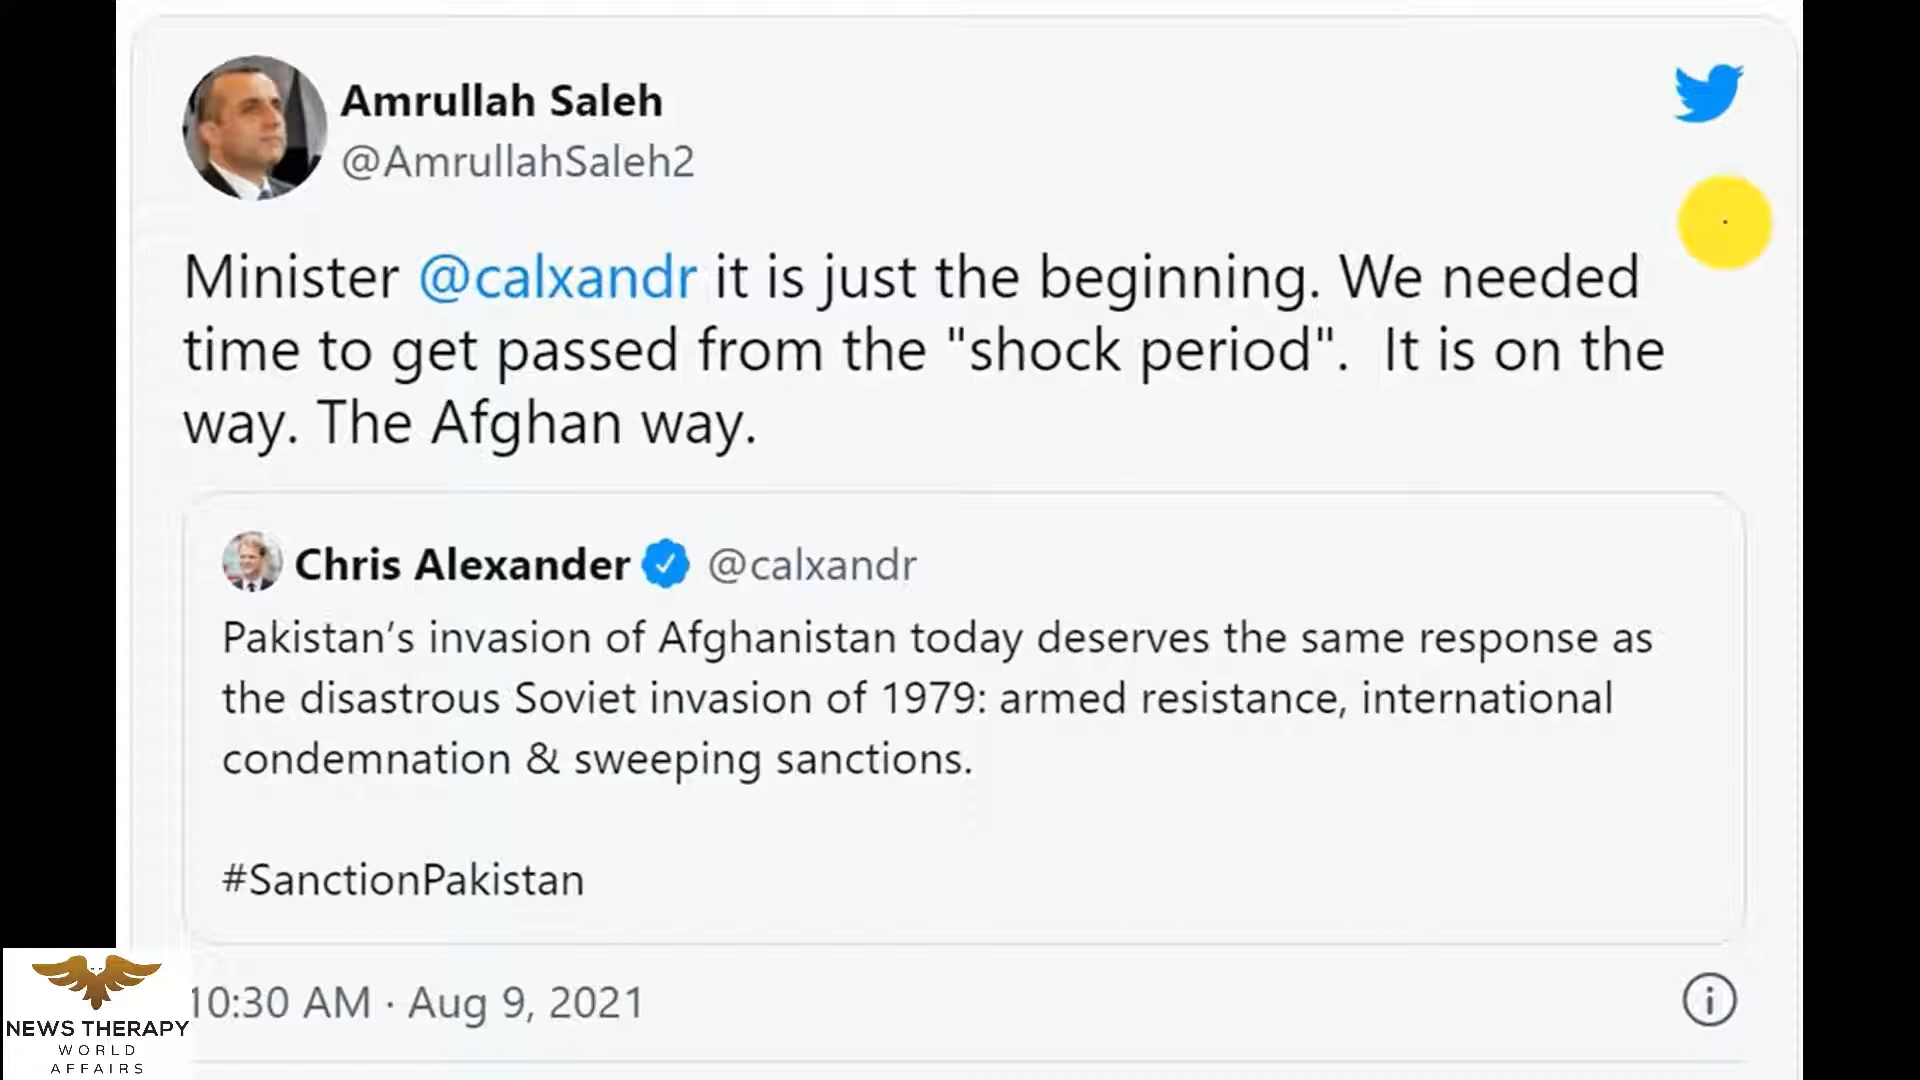 Amrullah Saleh
@AmrullahSaleh2
Minister @calxandr it is just the beginning. We needed
time to get passed from the "shock period".  It is on the
way. The Afghan way.
Chris Alexander @calxandr
Pakistan’s invasion of Afghanistan today deserves the same response as
the disastrous Soviet invasion of 1979: armed resistance, international
condemnation & sweeping sanctions.
#SanctionPakistan
10:30 AM · Aug 9, 2021
NEWS THERAPY
WORLD
AFFAIRS